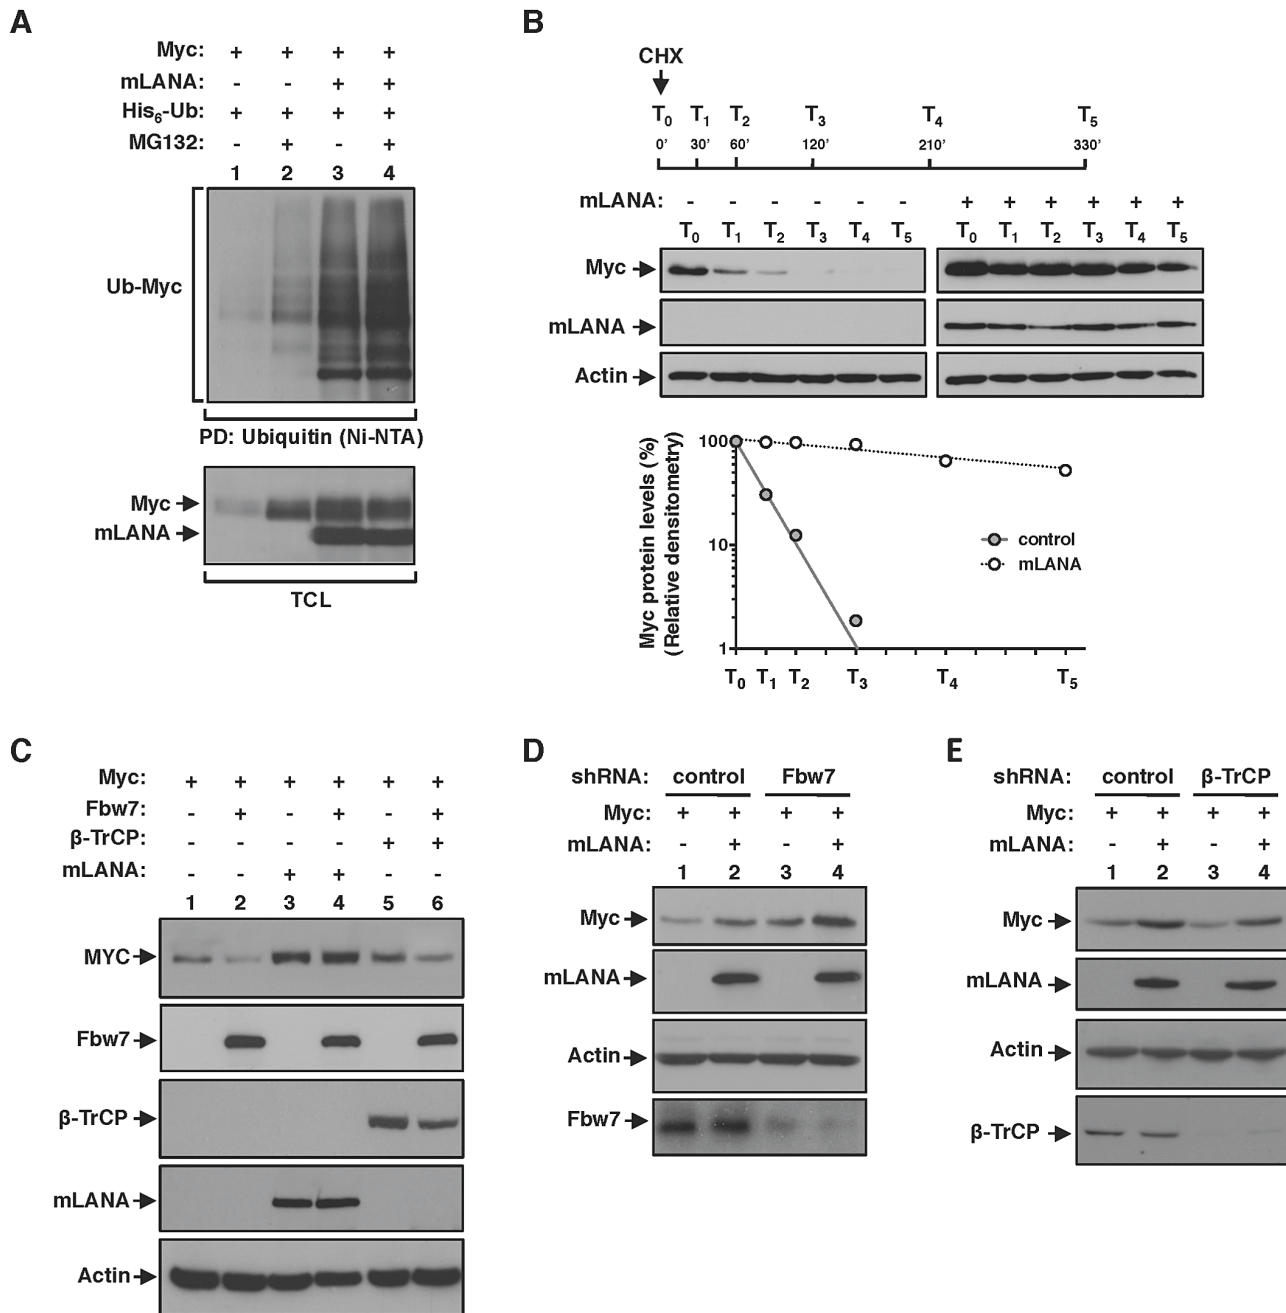 A
Myc: + + + +
mLANA: - - + +
His6-Ub: + + + +
MG132: - + - +
1 2 3 4
Ub-Myc
PD: Ubiquitin (Ni-NTA)
Myc
mLANA
TCL
B
CHX
T0 T1 T2 T3 T4 T5
0' 30' 60' 120' 210' 330'
mLANA: - - - - - - + + + + + +
T0 T1 T2 T3 T4 T5 T0 T1 T2 T3 T4 T5
Myc
mLANA
Actin
Myc protein levels (%)
(Relative densitometry)
100
10
1
control
mLANA
T0 T1 T2 T3 T4 T5
C
Myc: + + + + + +
Fbw7: - + - + - +
β-TrCP: - - - - + +
mLANA: - - + + - -
1 2 3 4 5 6
MYC
Fbw7
β-TrCP
mLANA
Actin
D
shRNA: control Fbw7
Myc: + + + +
mLANA: - + - +
1 2 3 4
Myc
mLANA
Actin
Fbw7
E
shRNA: control β-TrCP
Myc: + + + +
mLANA: - + - +
1 2 3 4
Myc
mLANA
Actin
β-TrCP